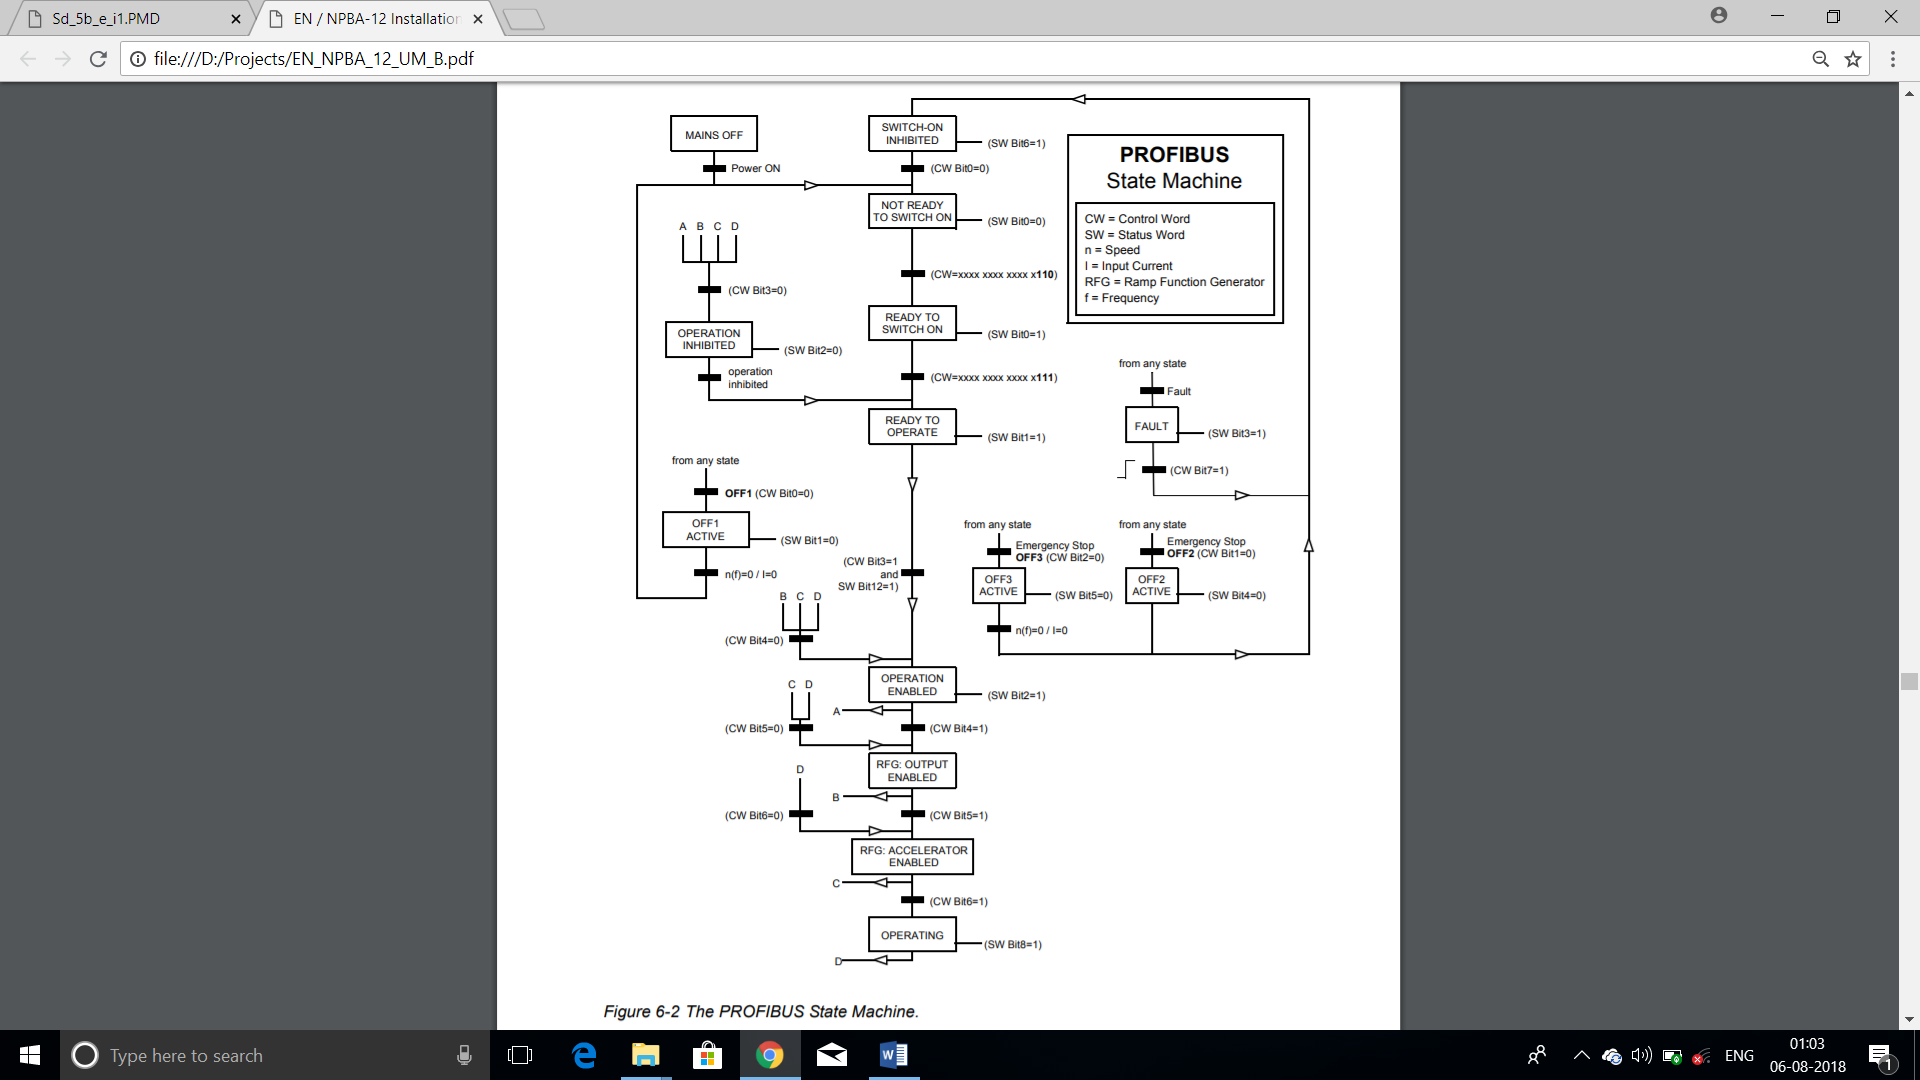 Sd_5b_e_i1.PMD
EN / NPBA-12 Installation
file:///D:/Projects/EN_NPBA_12_UM_B.pdf
MAINS OFF
Power ON
SWITCH-ON
INHIBITED
(SW Bit6=1)
(CW Bit0=0)
NOT READY
TO SWITCH ON
(SW Bit0=0)
(CW=xxxx xxxx xxxx x110)
READY TO
SWITCH ON
(SW Bit0=1)
(CW=xxxx xxxx xxxx x111)
READY TO
OPERATE
(SW Bit1=1)
PROFIBUS
State Machine
CW = Control Word
SW = Status Word
n = Speed
I = Input Current
RFG = Ramp Function Generator
f = Frequency
A B C D
(CW Bit3=0)
OPERATION
INHIBITED
(SW Bit2=0)
operation
inhibited
from any state
Fault
FAULT
(SW Bit3=1)
(CW Bit7=1)
from any state
OFF1 (CW Bit0=0)
OFF1
ACTIVE
(SW Bit1=0)
n(f)=0 / I=0
(CW Bit3=1
and
SW Bit12=1)
from any state
Emergency Stop
OFF3 (CW Bit2=0)
OFF3
ACTIVE
(SW Bit5=0)
n(f)=0 / I=0
from any state
Emergency Stop
OFF2 (CW Bit1=0)
OFF2
ACTIVE
(SW Bit4=0)
B C D
(CW Bit4=0)
OPERATION
ENABLED
(SW Bit2=1)
A
(CW Bit4=1)
C D
(CW Bit5=0)
RFG: OUTPUT
ENABLED
B
(CW Bit5=1)
D
(CW Bit6=0)
RFG: ACCELERATOR
ENABLED
C
(CW Bit6=1)
OPERATING
(SW Bit8=1)
D
Figure 6-2 The PROFIBUS State Machine.
Type here to search
ENG
01:03
06-08-2018
1